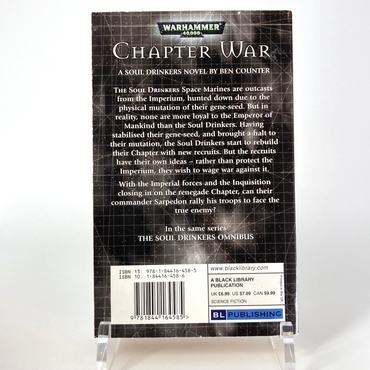 WARHAMMER
40,000
CHAPTER WAR
A SOUL DRINKERS NOVEL BY BEN COUNTER
THE SOUL DRINKERS Space Marines are outcasts
from the Imperium, hunted down due to the
physical mutation of their gene-seed. But in
reality, none are more loyal to the Emperor of
Mankind than the Soul Drinkers. Having
stabilised their gene-seed, and brought a halt to
their mutation, the Soul Drinkers start to rebuild
their Chapter with new recruits. But the recruits
have their own ideas – rather than protect the
Imperium, they wish to wage war against it.
With the Imperial forces and the Inquisition
closing in on the renegade Chapter, can their
commander Sarpedon rally his troops to face the
true enemy?
In the same series
THE SOUL DRINKERS OMNIBUS
ISBN 13: 978-1-84416-458-5
ISBN 10: 1-84416-458-6
9 781844 164585 >
www.blacklibrary.com
A BLACK LIBRARY
PUBLICATION
UK £6.99 US $7.99 CAN $9.99
SCIENCE FICTION
BL PUBLISHING